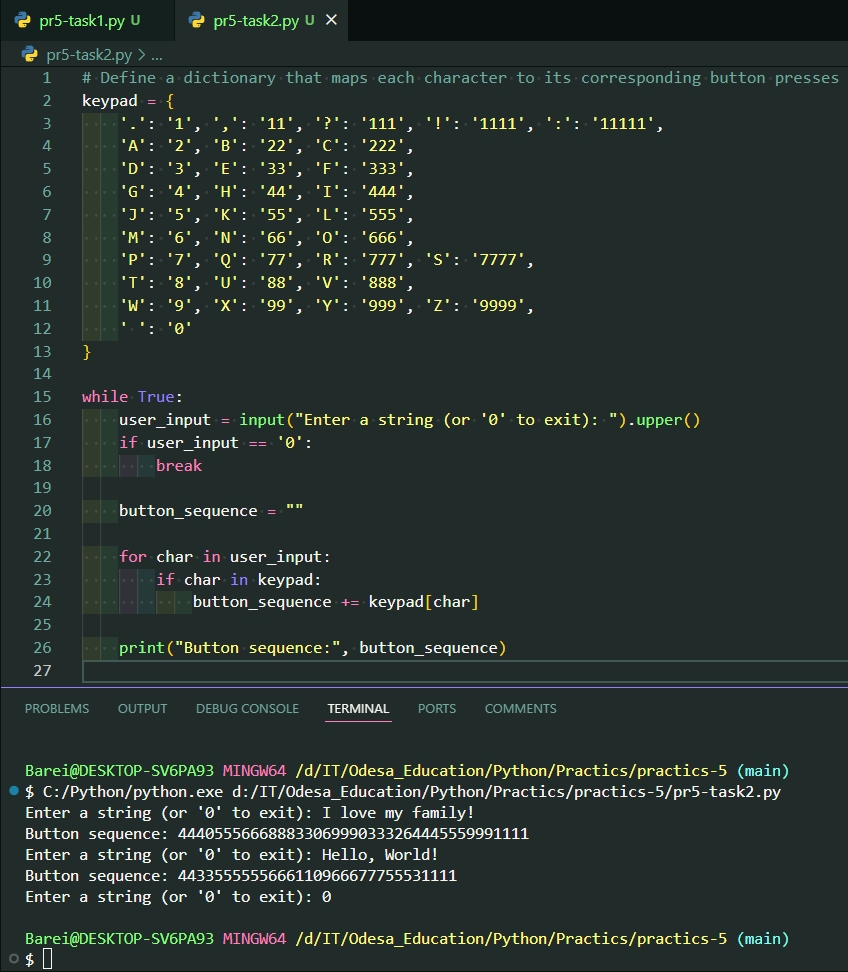 pr5-task1.py U pr5-task2.py U
pr5-task2.py > ...
1 # Define a dictionary that maps each character to its corresponding button presses
2 keypad = {
3 '.': '1', ',': '11', '?': '111', '!': '1111', ':': '11111',
4 'A': '2', 'B': '22', 'C': '222',
5 'D': '3', 'E': '33', 'F': '333',
6 'G': '4', 'H': '44', 'I': '444',
7 'J': '5', 'K': '55', 'L': '555',
8 'M': '6', 'N': '66', 'O': '666',
9 'P': '7', 'Q': '77', 'R': '777', 'S': '7777',
10 'T': '8', 'U': '88', 'V': '888',
11 'W': '9', 'X': '99', 'Y': '999', 'Z': '9999',
12 ' ': '0'
13 }
14
15 while True:
16 user_input = input("Enter a string (or '0' to exit): ").upper()
17 if user_input == '0':
18 break
19
20 button_sequence = ""
21
22 for char in user_input:
23 if char in keypad:
24 button_sequence += keypad[char]
25
26 print("Button sequence:", button_sequence)
27
PROBLEMS OUTPUT DEBUG CONSOLE TERMINAL PORTS COMMENTS
Barei@DESKTOP-SV6PA93 MINGW64 /d/IT/Odesa_Education/Python/Practics/practics-5 (main)
$ C:/Python/python.exe d:/IT/Odesa_Education/Python/Practics/practics-5/pr5-task2.py
Enter a string (or '0' to exit): I love my family!
Button sequence: 444055566688833069990333264445559991111
Enter a string (or '0' to exit): Hello, World!
Button sequence: 4433555555666110966677755531111
Enter a string (or '0' to exit): 0
Barei@DESKTOP-SV6PA93 MINGW64 /d/IT/Odesa_Education/Python/Practics/practics-5 (main)
$